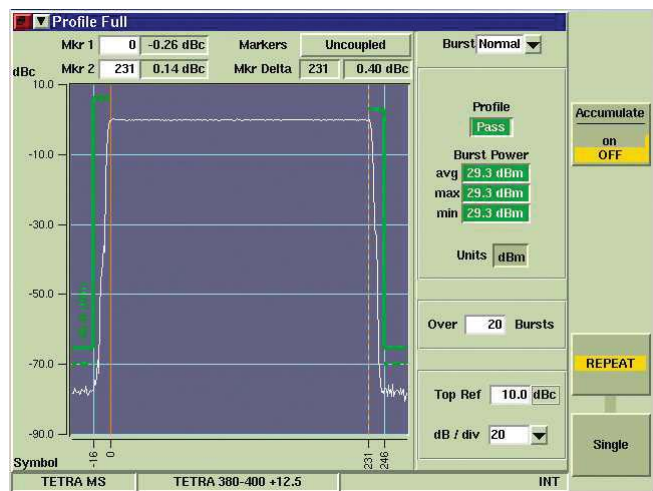 Profile Full
Mkr 1 0 -0.26 dBc Markers Uncoupled Burst Normal
Mkr 2 231 0.14 dBc Mkr Delta 231 0.40 dBc
dBc
10.0
-10.0
-30.0
-50.0
-70.0
-90.0
Symbol
-16
0
231
246
Profile
Pass
Burst Power
avg 29.3 dBm
max 29.3 dBm
min 29.3 dBm
Units dBm
Over 20 Bursts
Top Ref 10.0 dBc
dB / div 20
Accumulate
on
OFF
REPEAT
Single
TETRA MS TETRA 380-400 +12.5 INT